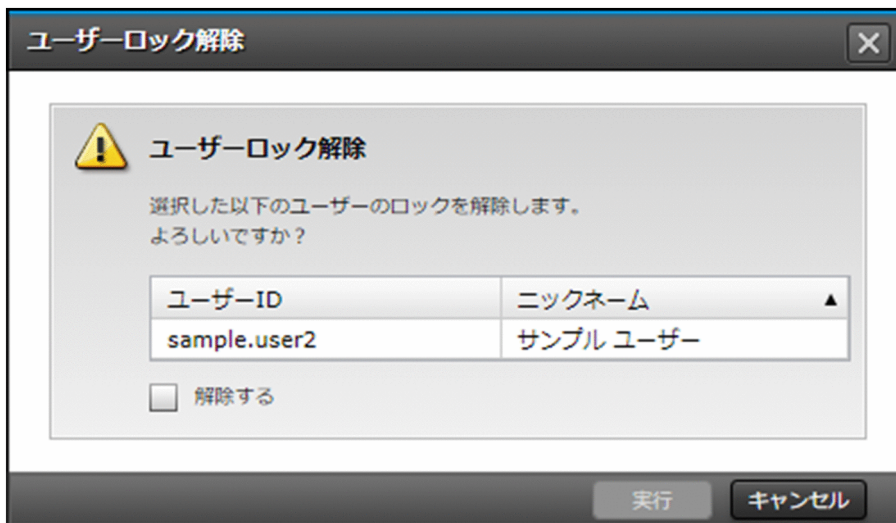 ユーザーロック解除
ユーザーロック解除
選択した以下のユーザーのロックを解除します。
よろしいですか？
ユーザーID ニックネーム ▲
sample.user2 サンプル ユーザー
解除する
実行 キャンセル